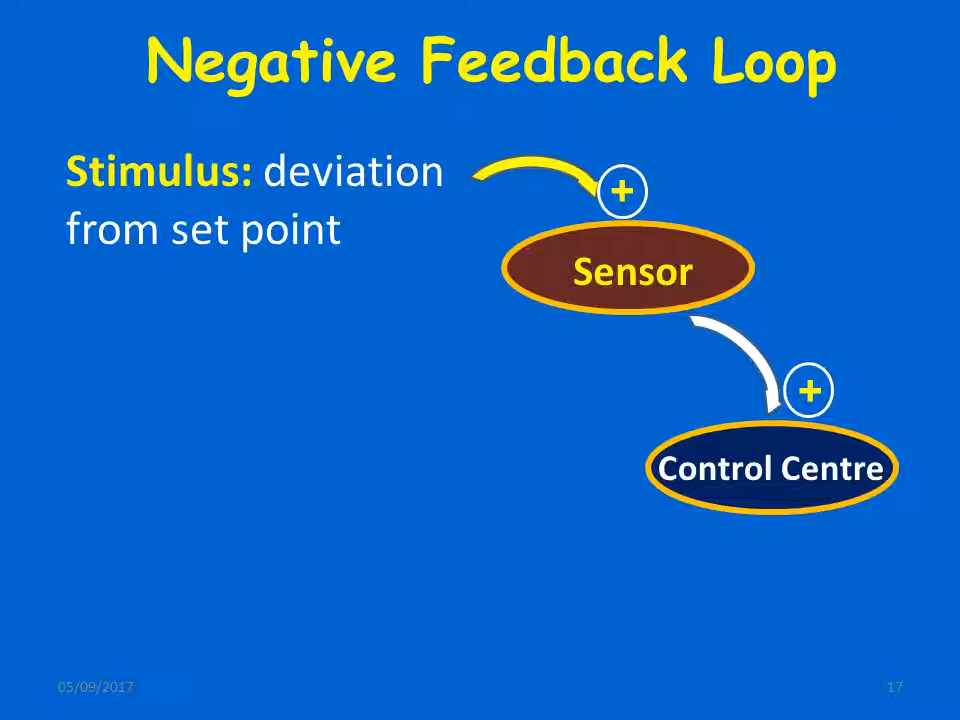 Negative Feedback Loop
Stimulus: deviation
from set point
+
Sensor
+
Control Centre
05/09/2017
17